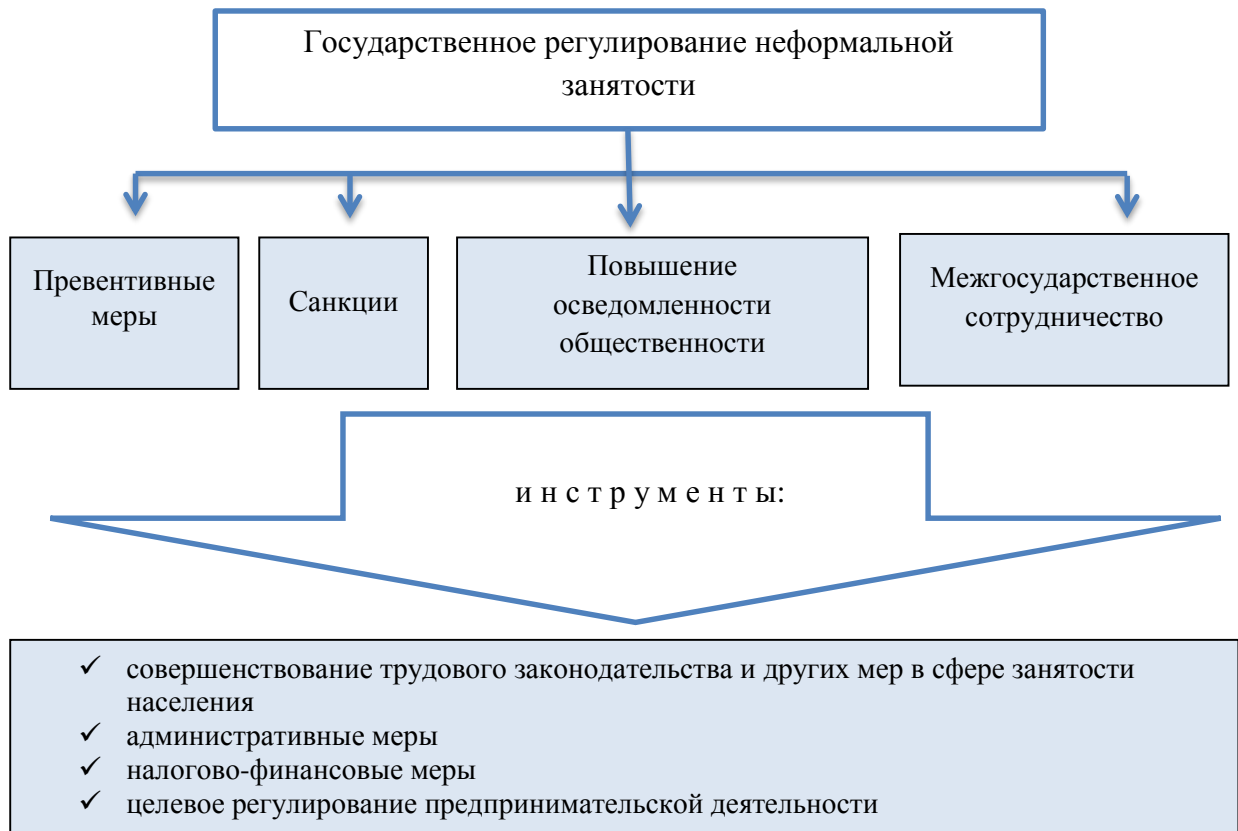 Государственное регулирование неформальной
занятости
Превентивные
меры
Санкции
Повышение
осведомленности
общественности
Межгосударственное
сотрудничество
и н с т р у м е н т ы:
✓ совершенствование трудового законодательства и других мер в сфере занятости
населения
✓ административные меры
✓ налогово-финансовые меры
✓ целевое регулирование предпринимательской деятельности